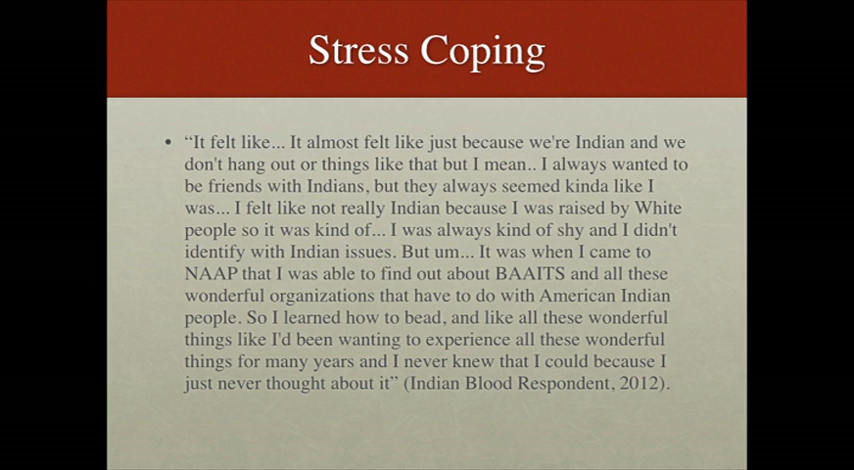 Stress Coping
• “It felt like... It almost felt like just because we're Indian and we
don't hang out or things like that but I mean.. I always wanted to
be friends with Indians, but they always seemed kinda like I
was... I felt like not really Indian because I was raised by White
people so it was kind of... I was always kind of shy and I didn't
identify with Indian issues. But um... It was when I came to
NAAP that I was able to find out about BAAITS and all these
wonderful organizations that have to do with American Indian
people. So I learned how to bead, and like all these wonderful
things like I'd been wanting to experience all these wonderful
things for many years and I never knew that I could because I
just never thought about it” (Indian Blood Respondent, 2012).